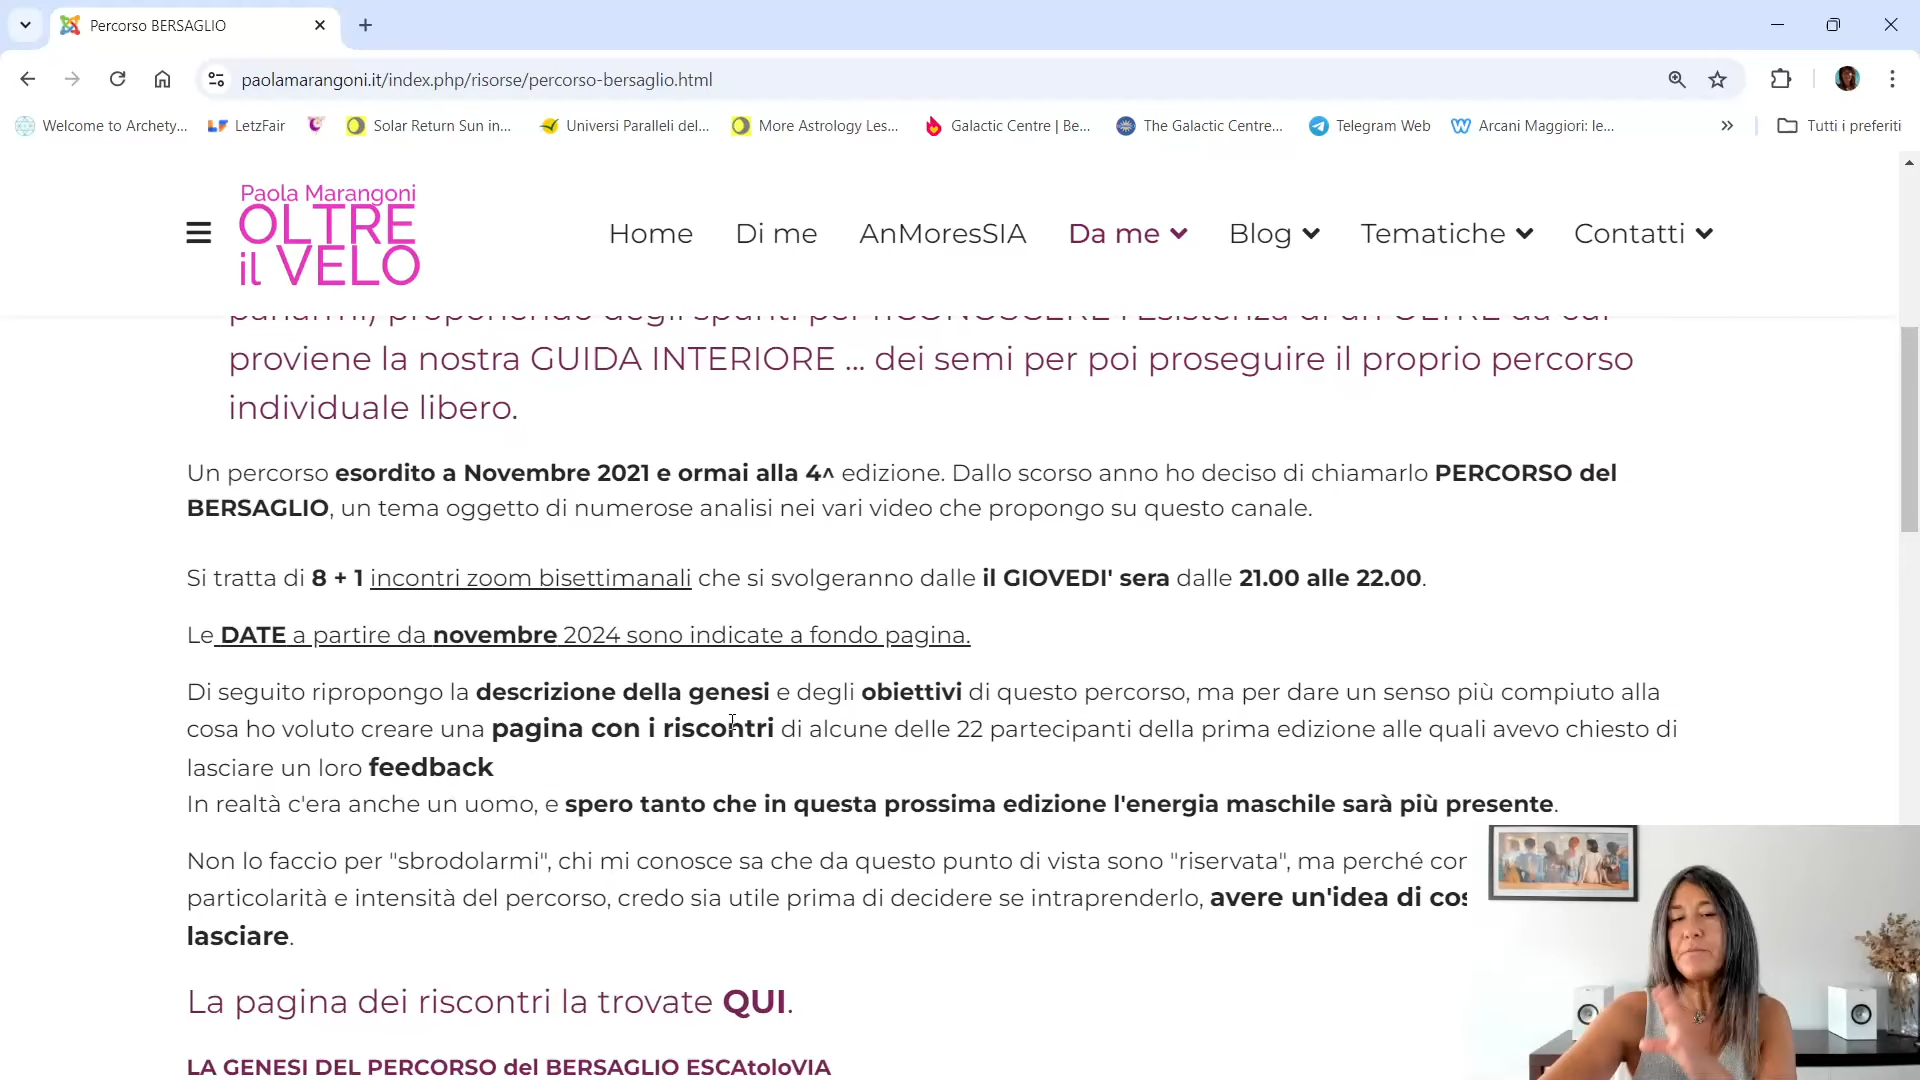 Percorso BERSAGLIO
paolamarangoni.it/index.php/risorse/percorso-bersaglio.html
Welcome to Archety... LetzFair Solar Return Sun in... Universi Paralleli del... More Astrology Les... Galactic Centre | Be... The Galactic Centre... Telegram Web Arcani Maggiori: le... » Tutti i preferiti
Paola Marangoni
OLTRE
il VELO
Home Di me AnMoresSIA Da me Blog Tematiche Contatti
proponendo degli spunti per riCONOSCERE l'Esistenza di un OLTRE da cui
proviene la nostra GUIDA INTERIORE ... dei semi per poi proseguire il proprio percorso
individuale libero.
Un percorso esordito a Novembre 2021 e ormai alla 4^ edizione. Dallo scorso anno ho deciso di chiamarlo PERCORSO del
BERSAGLIO, un tema oggetto di numerose analisi nei vari video che propongo su questo canale.
Si tratta di 8 + 1 incontri zoom bisettimanali che si svolgeranno dalle il GIOVEDI' sera dalle 21.00 alle 22.00.
Le DATE a partire da novembre 2024 sono indicate a fondo pagina.
Di seguito ripropongo la descrizione della genesi e degli obiettivi di questo percorso, ma per dare un senso più compiuto alla
cosa ho voluto creare una pagina con i riscontri di alcune delle 22 partecipanti della prima edizione alle quali avevo chiesto di
lasciare un loro feedback
In realtà c'era anche un uomo, e spero tanto che in questa prossima edizione l'energia maschile sarà più presente.
Non lo faccio per "sbrodolarmi", chi mi conosce sa che da questo punto di vista sono "riservata", ma perché
particolarità e intensità del percorso, credo sia utile prima di decidere se intraprenderlo, avere un'idea di
lasciare.
La pagina dei riscontri la trovate QUI.
LA GENESI DEL PERCORSO del BERSAGLIO ESCAtoloVIA